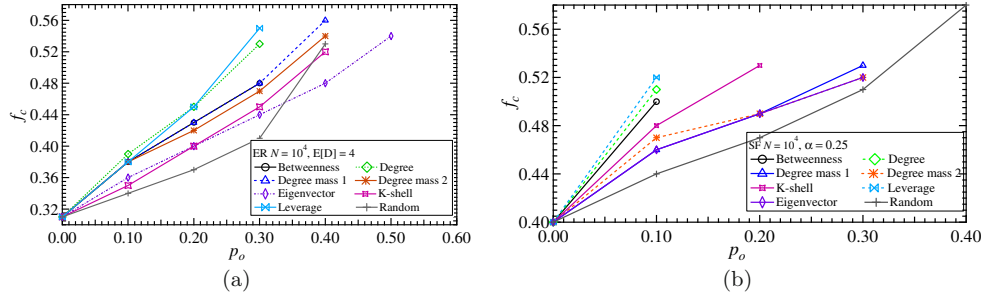 0.56
0.52
0.48
0.44
0.40
0.36
0.32
f_c
0.00 0.10 0.20 0.30 0.40 0.50 0.60
p_o
ER N = 10^4, E[D] = 4
Betweenness Degree
Degree mass 1 Degree mass 2
Eigenvector K-shell
Leverage Random
(a)
0.56
0.52
0.48
0.44
0.40
f_c
0.00 0.10 0.20 0.30 0.40
p_o
SF N = 10^4, α = 0.25
Betweenness Degree
Degree mass 1 Degree mass 2
K-shell Leverage
Eigenvector Random
(b)